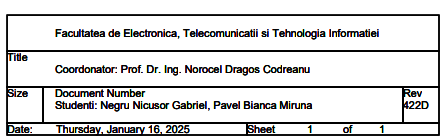 Facultatea de Electronica, Telecomunicatii si Tehnologia Informatiei
Title
Coordonator: Prof. Dr. Ing. Norocel Dragos Codreanu
Size Document Number Rev
Studenti: Negru Nicusor Gabriel, Pavel Bianca Miruna 422D
Date: Thursday, January 16, 2025 Sheet 1 of 1